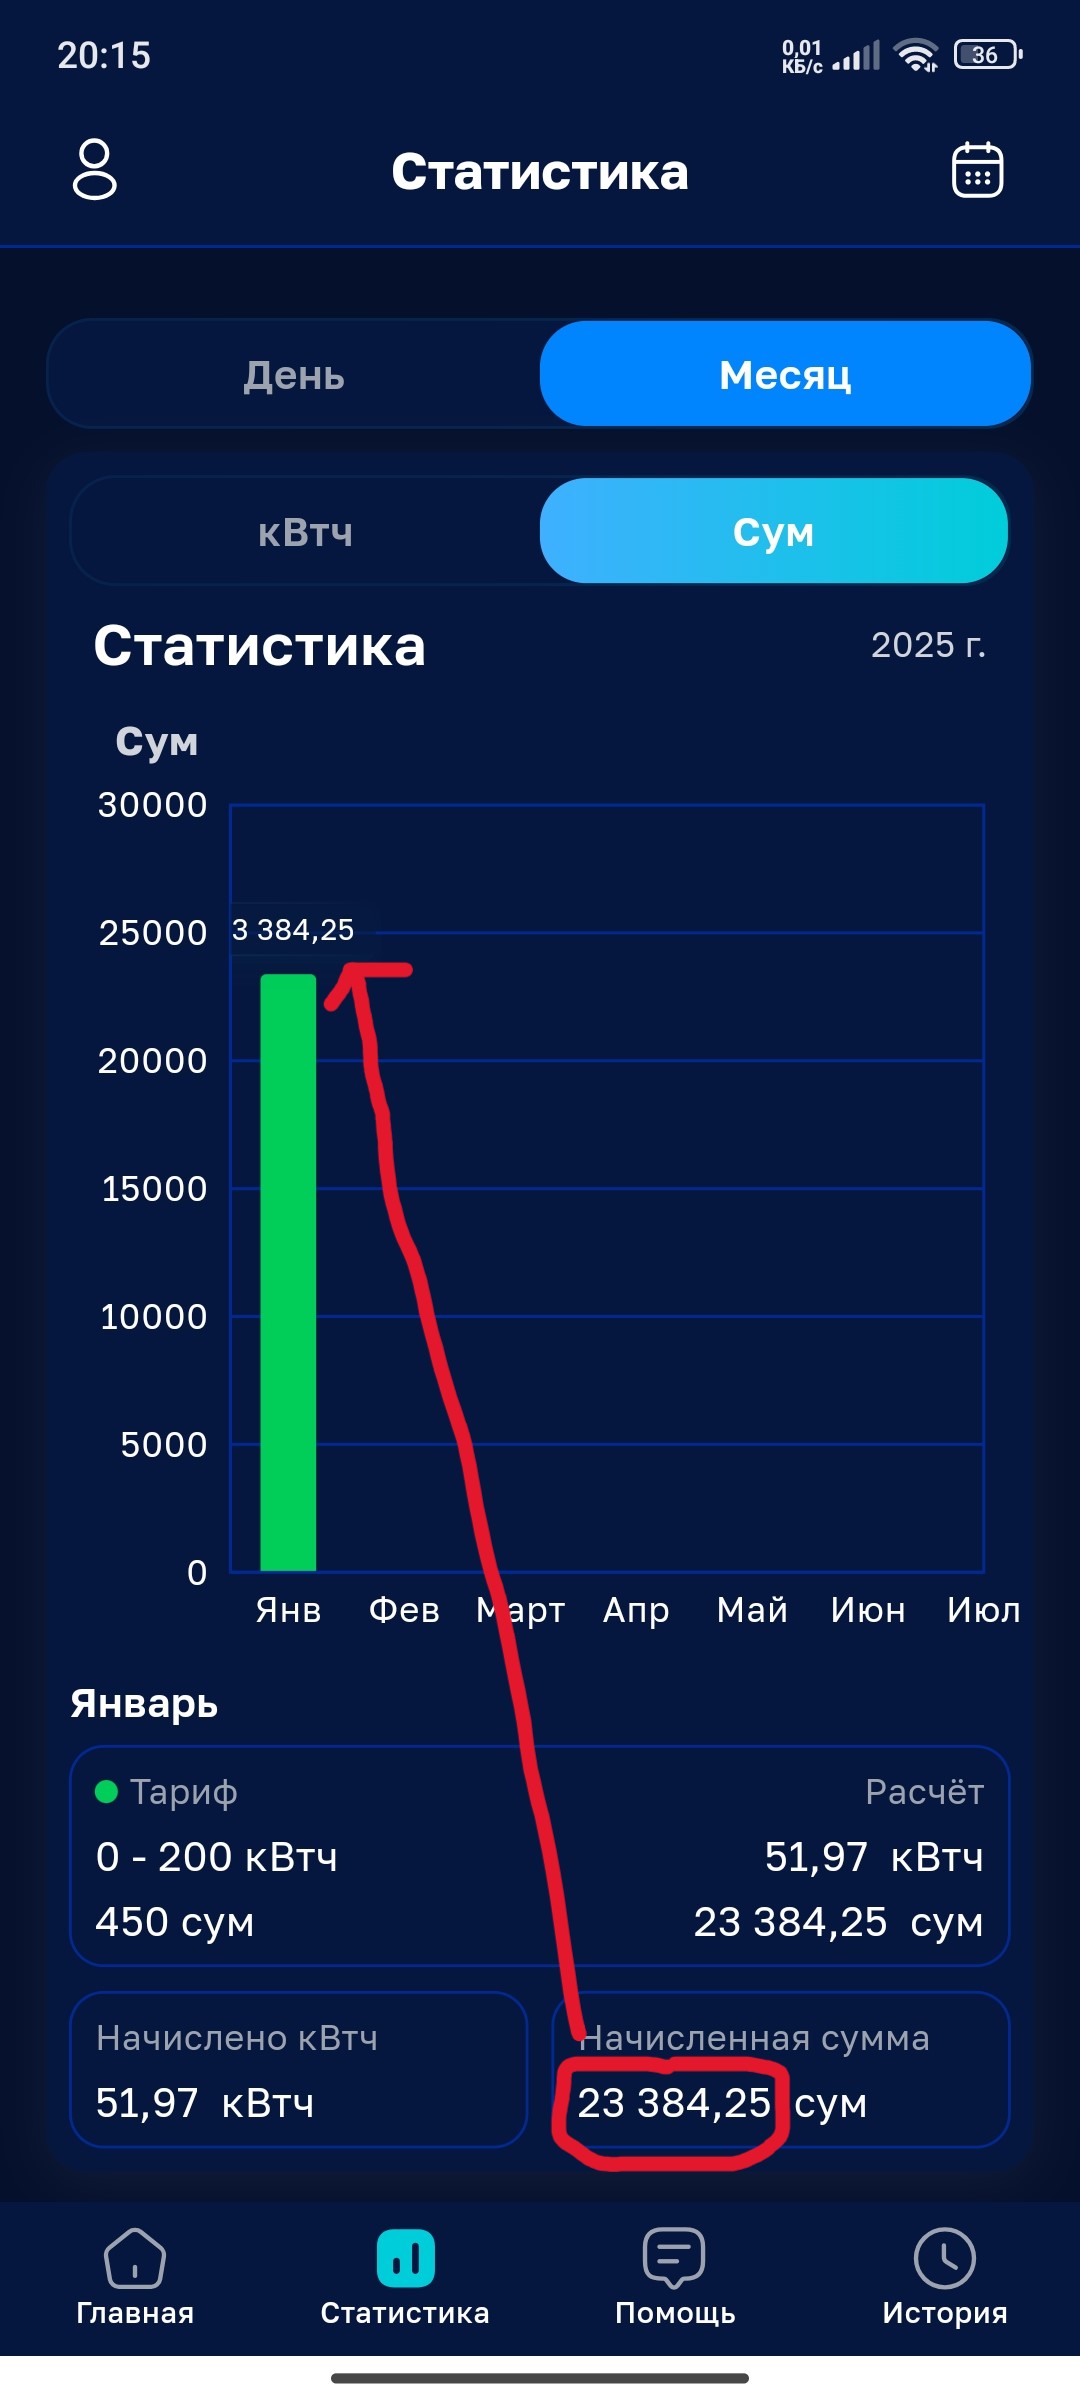 20:15
0,01
КБ/с
36
Статистика
День
Месяц
кВтч
Сум
Статистика
2025 г.
Сум
30000
25000
3 384,25
20000
15000
10000
5000
0
Янв Фев Март Апр Май Июн Июл
Январь
Тариф
Расчёт
0 - 200 кВтч
51,97 кВтч
450 сум
23 384,25 сум
Начислено кВтч
Начисленная сумма
51,97 кВтч
23 384,25 сум
Главная
Статистика
Помощь
История